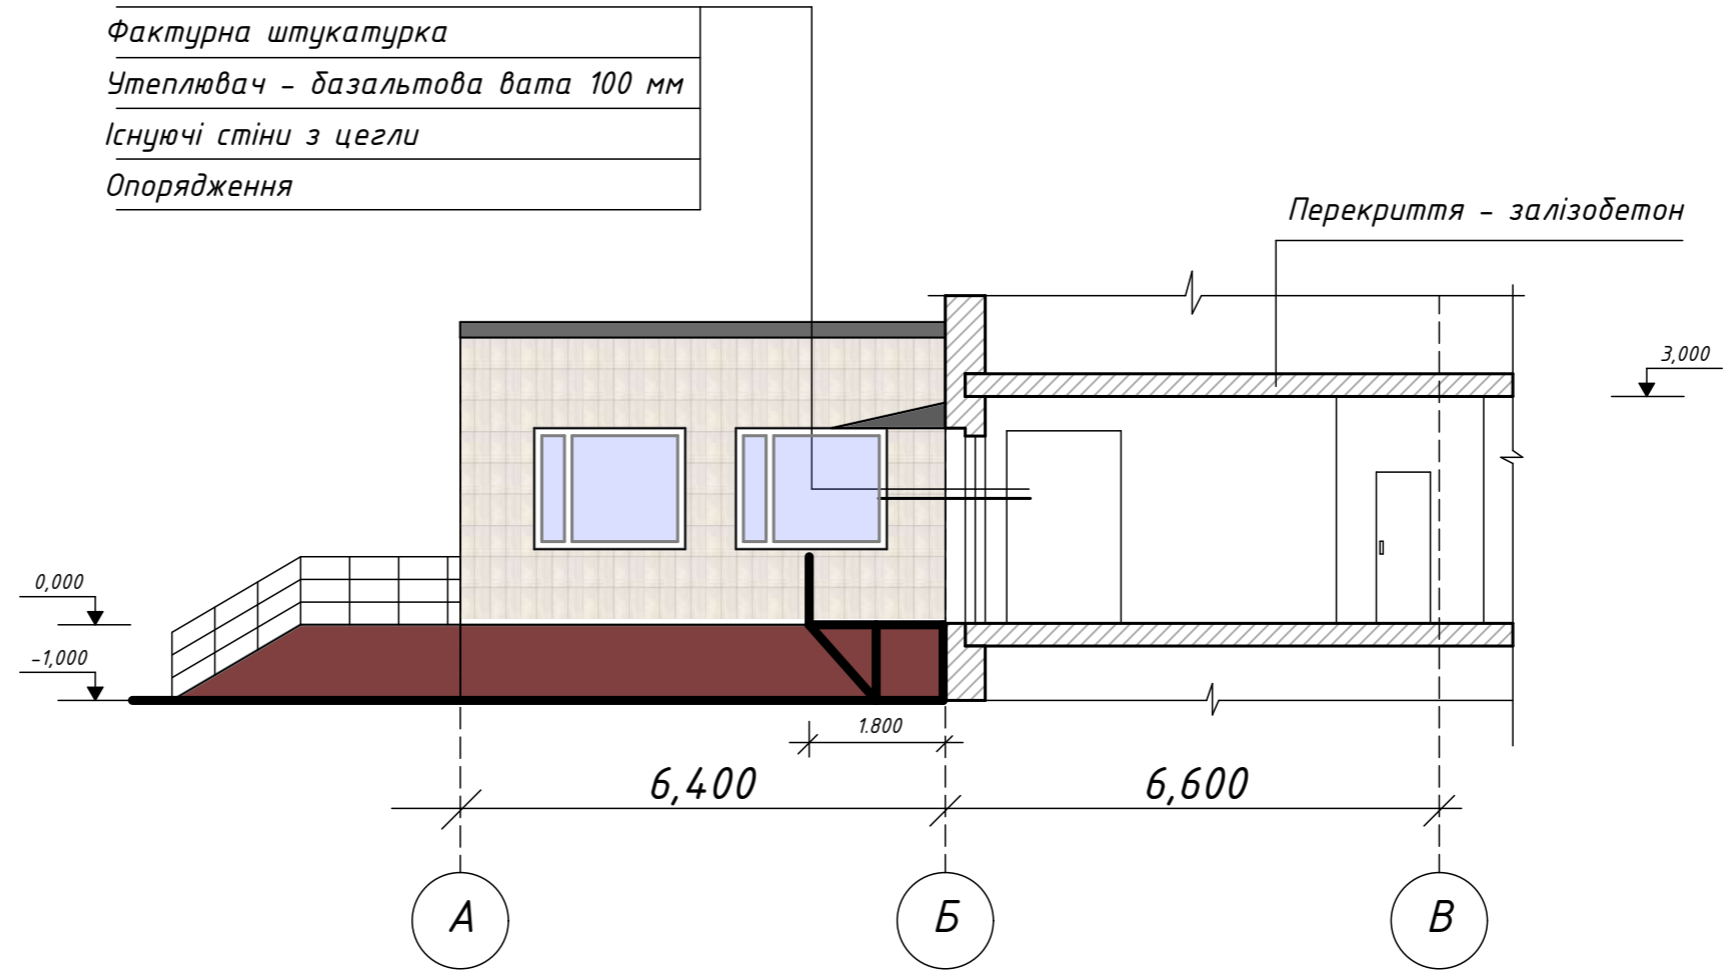 Фактурна штукатурка
Утеплювач - базальтова вата 100 мм
Існуючі стіни з цегли
Опорядження
Перекриття - залізобетон
3,000
0,000
-1,000
1.800
6,400
6,600
А
Б
В